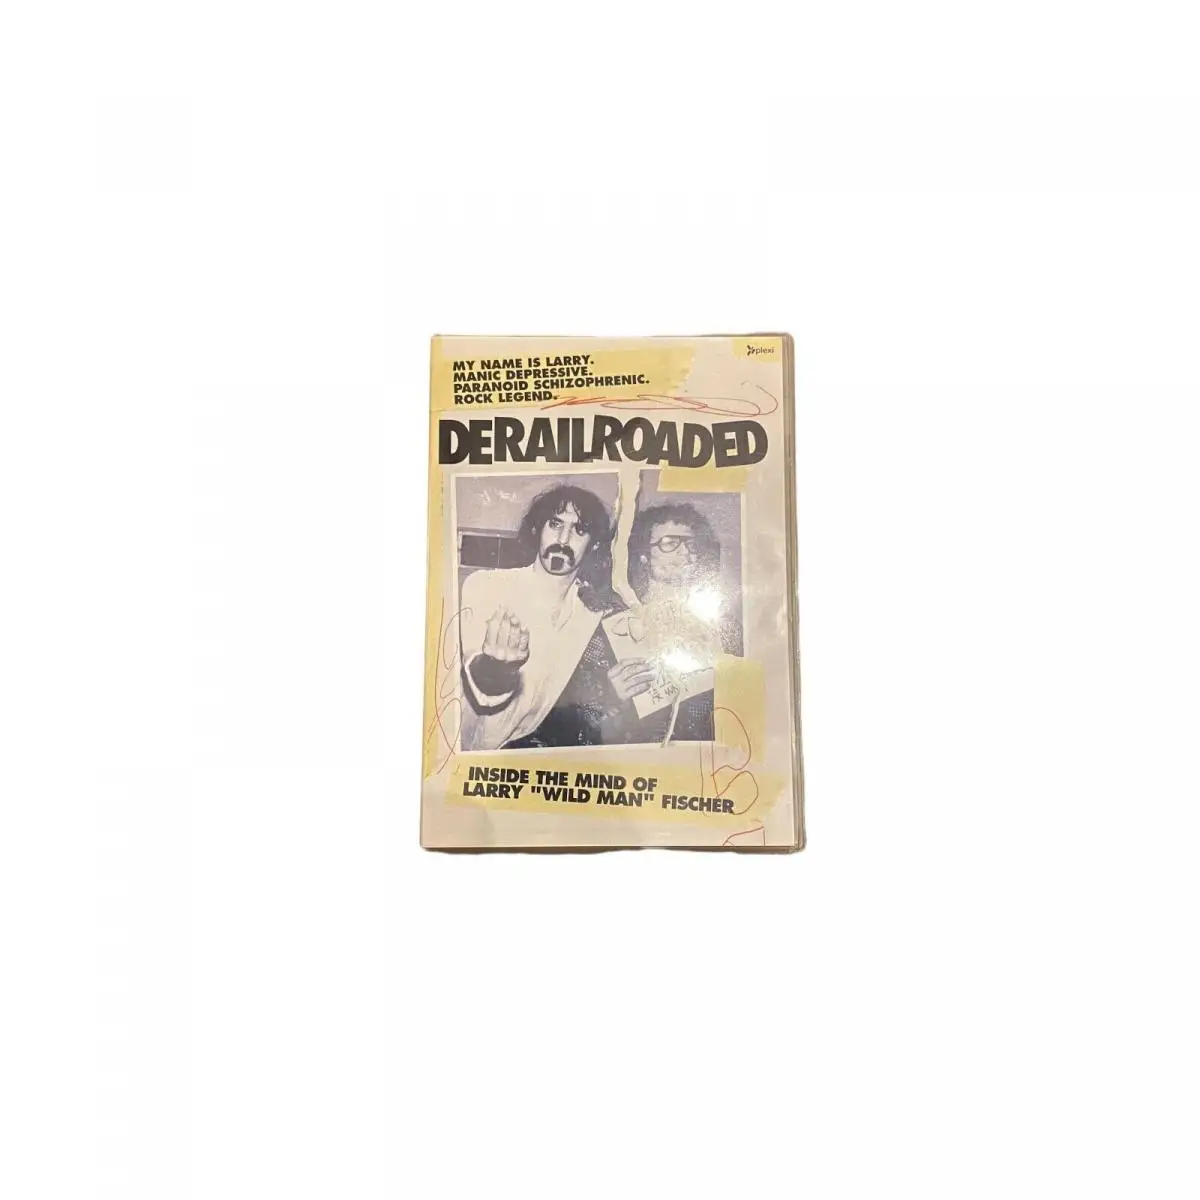 plexi
MY NAME IS LARRY.
MANIC DEPRESSIVE.
PARANOID SCHIZOPHRENIC.
ROCK LEGEND.
DERAILROADED
INSIDE THE MIND OF
LARRY "WILD MAN" FISCHER